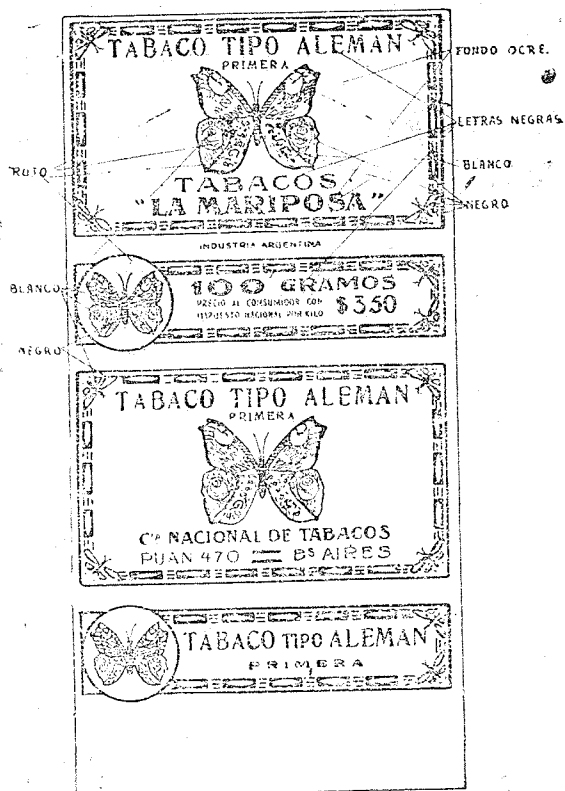 TABACO TIPO ALEMAN
PRIMERA
TABACOS
"LA MARIPOSA"
INDUSTRIA ARGENTINA
100 GRAMOS
PRECIO AL CONSUMIDOR CON
IMPUESTO NACIONAL POR KILO
$3.50
TABACO TIPO ALEMAN
PRIMERA
Cia NACIONAL DE TABACOS
PUAN 470 = Bs AIRES
TABACO TIPO ALEMAN
PRIMERA
FONDO OCRE.
LETRAS NEGRAS
BLANCO
NEGRO
ROJO
BLANCO
NEGRO